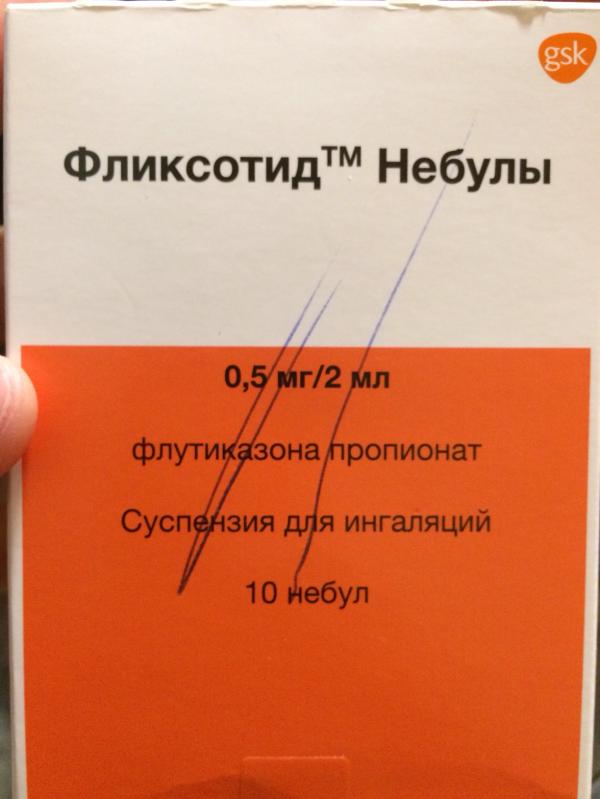 gsk
Фликсотид™ Небулы
0,5 мг/2 мл
флутиказона пропионат
Суспензия для ингаляций
10 небул